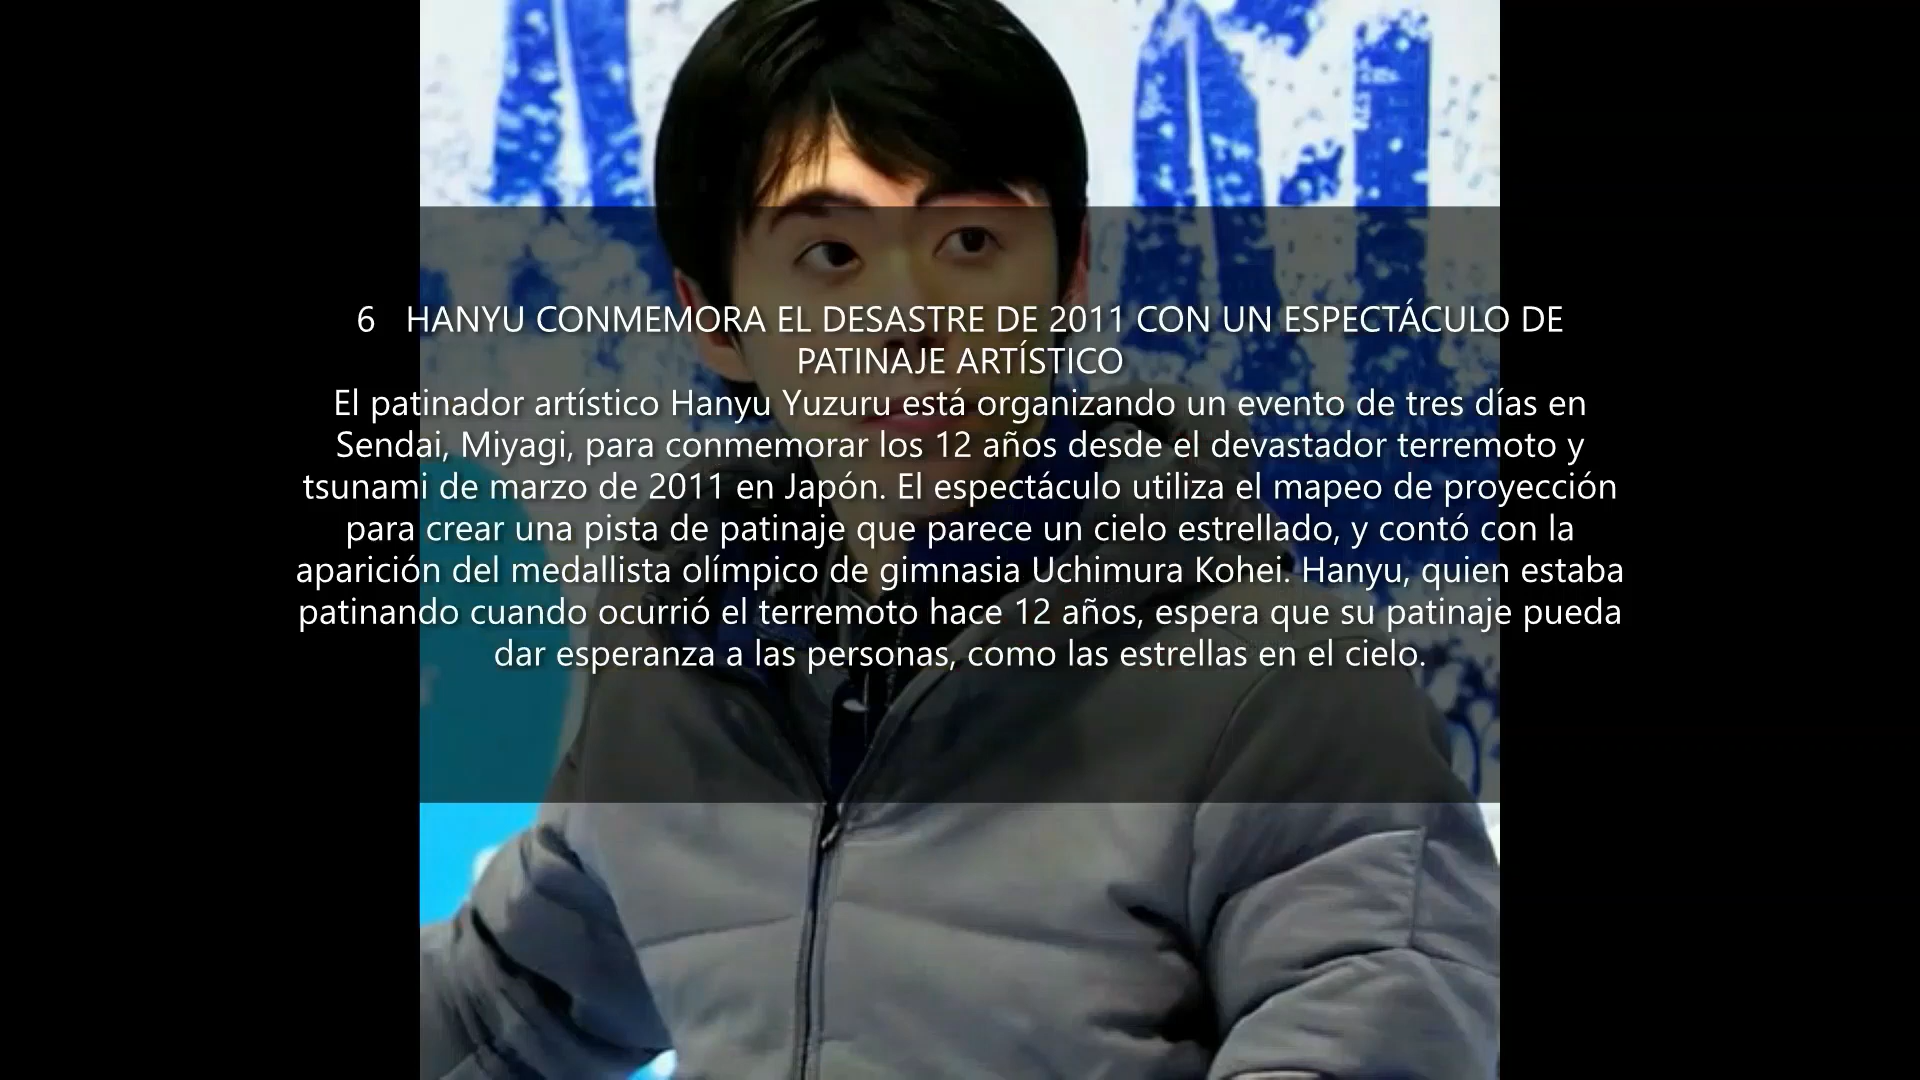 6 HANYU CONMEMORA EL DESASTRE DE 2011 CON UN ESPECTÁCULO DE
PATINAJE ARTÍSTICO
El patinador artístico Hanyu Yuzuru está organizando un evento de tres días en
Sendai, Miyagi, para conmemorar los 12 años desde el devastador terremoto y
tsunami de marzo de 2011 en Japón. El espectáculo utiliza el mapeo de proyección
para crear una pista de patinaje que parece un cielo estrellado, y contó con la
aparición del medallista olímpico de gimnasia Uchimura Kohei. Hanyu, quien estaba
patinando cuando ocurrió el terremoto hace 12 años, espera que su patinaje pueda
dar esperanza a las personas, como las estrellas en el cielo.